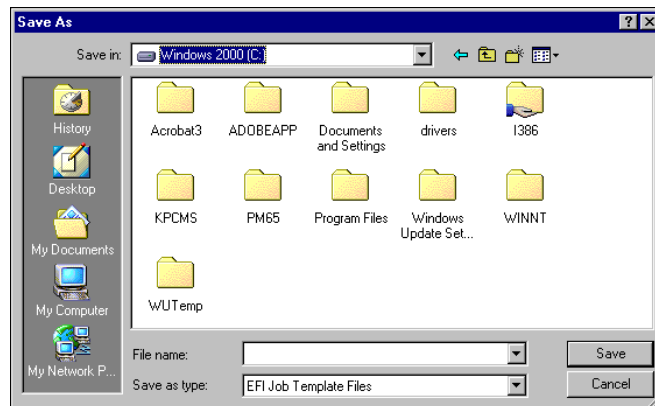 Save As
Save in:
Windows 2000 (C:)
History
Desktop
My Documents
My Computer
My Network P...
Acrobat3
ADOBEAPP
Documents
and Settings
drivers
I386
KPCMS
PM65
Program Files
Windows
Update Set...
WINNT
WUTemp
File name:
Save
Save as type:
EFI Job Template Files
Cancel